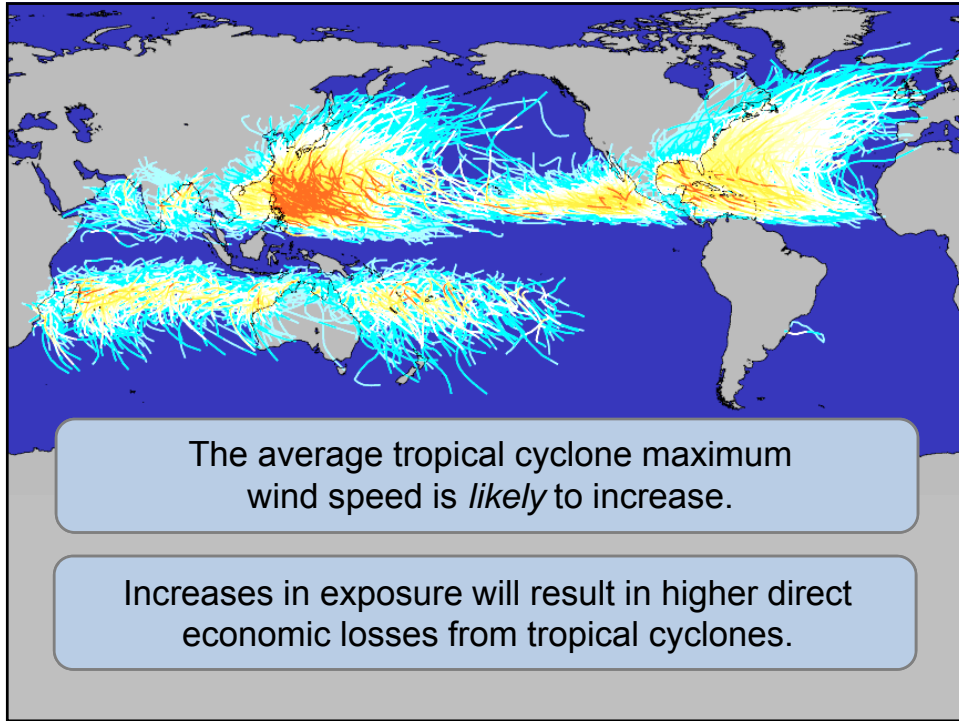 The average tropical cyclone maximum
wind speed is likely to increase.
Increases in exposure will result in higher direct
economic losses from tropical cyclones.